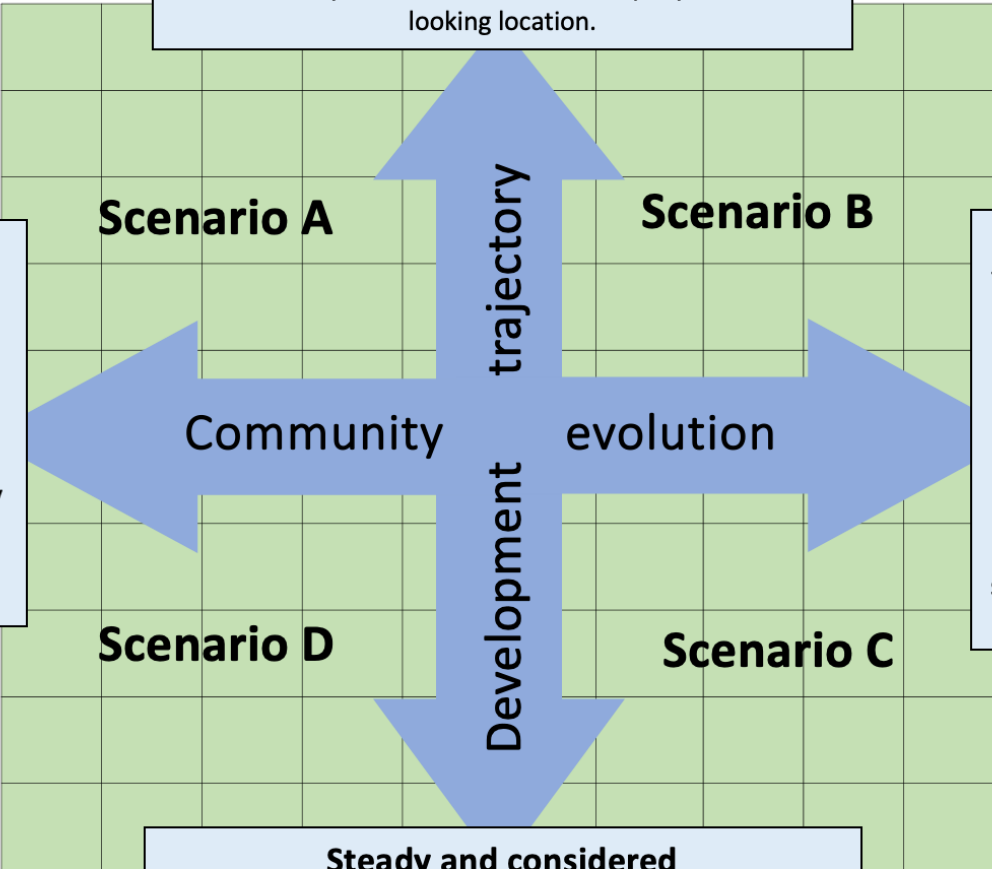 looking location.
Scenario A
Scenario B
trajectory
Community evolution
Development
Scenario D
Scenario C
Steady and considered